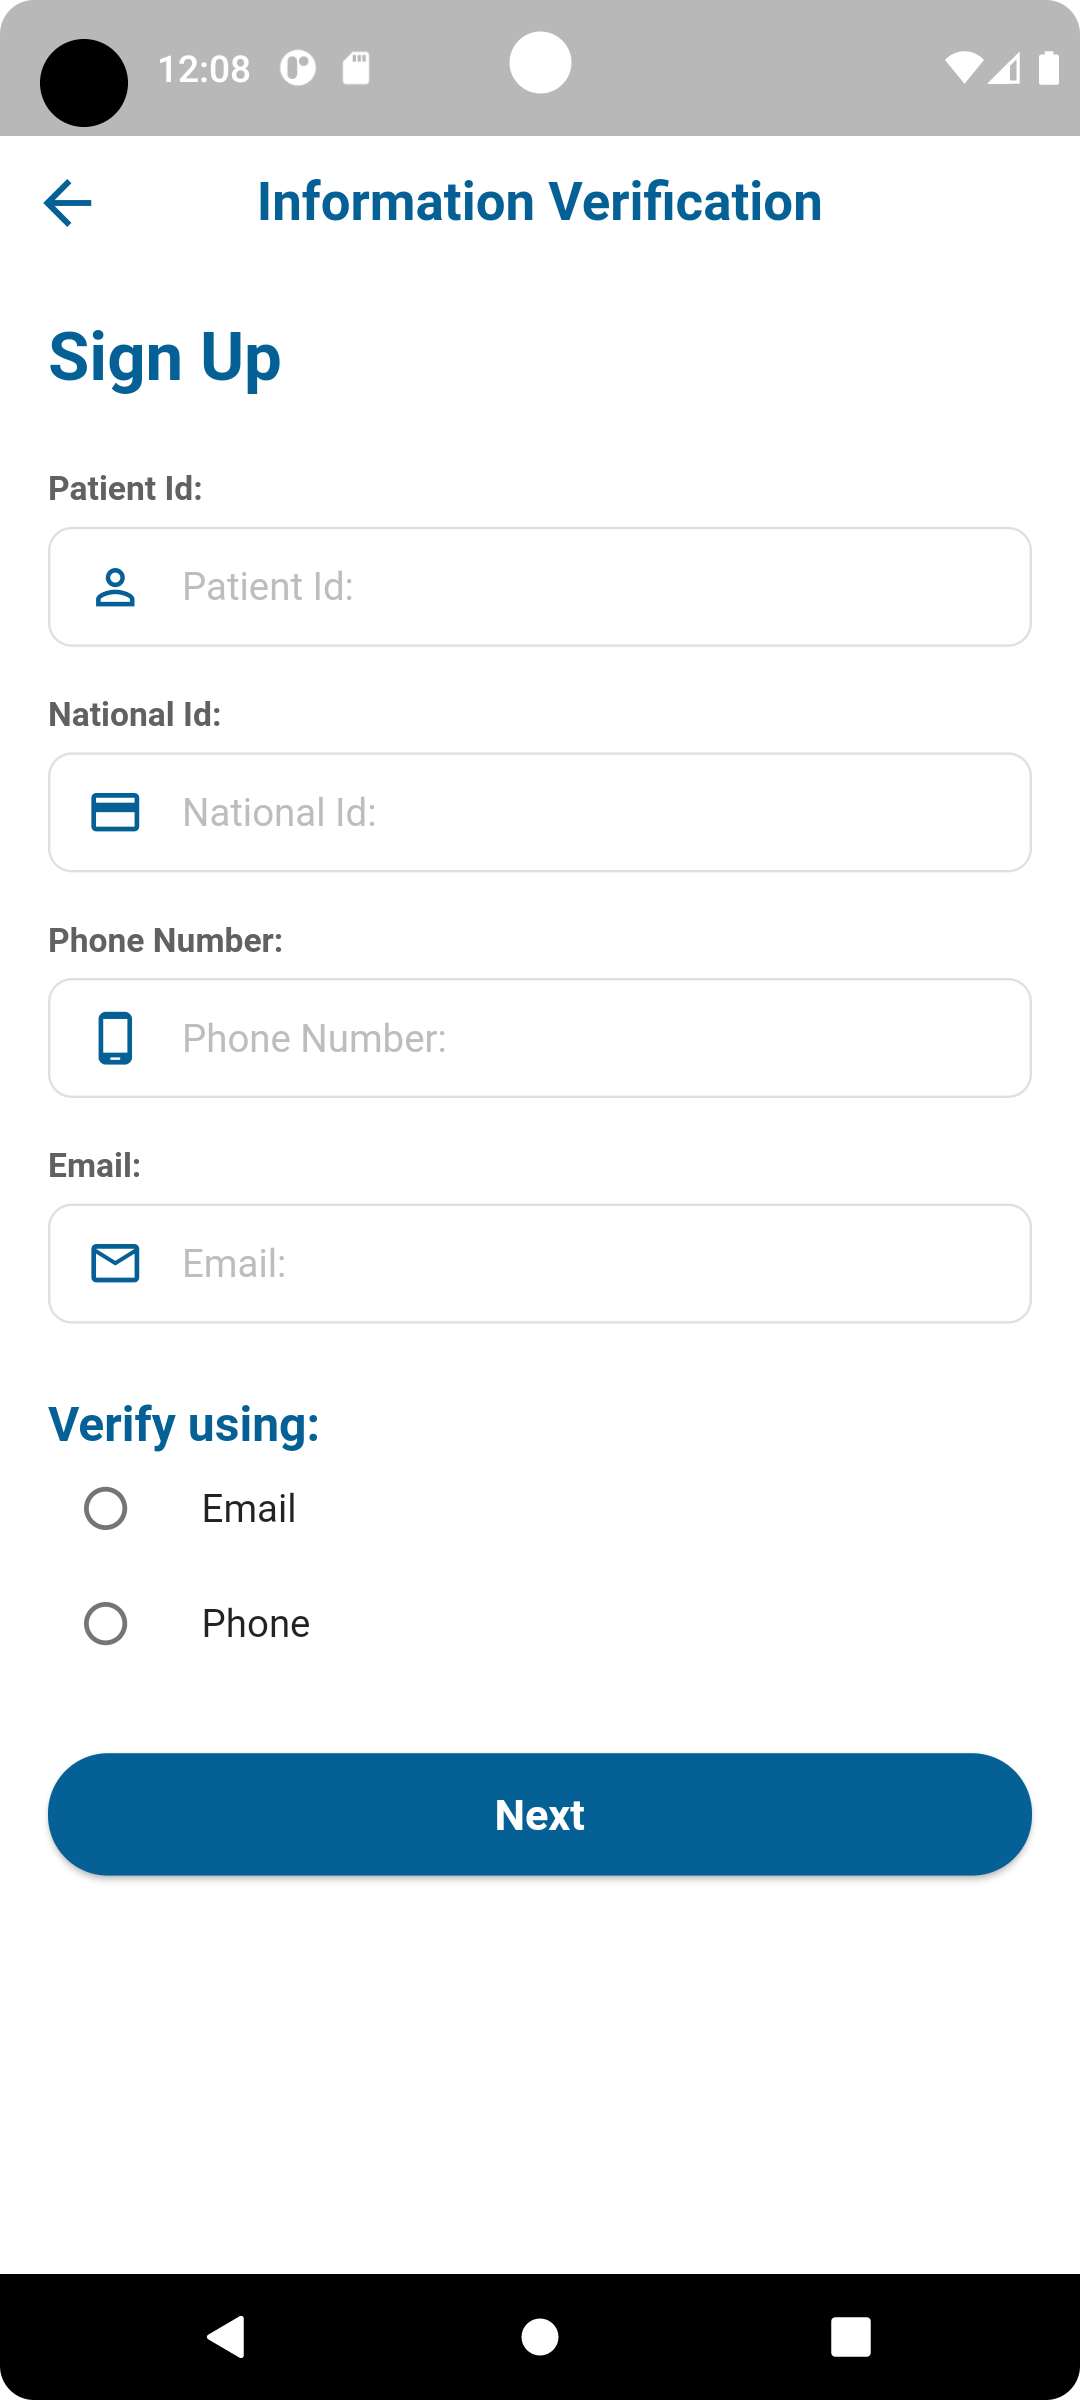 12:08
Information Verification
Sign Up
Patient Id:
Patient Id:
National Id:
National Id:
Phone Number:
Phone Number:
Email:
Email:
Verify using:
Email
Phone
Next